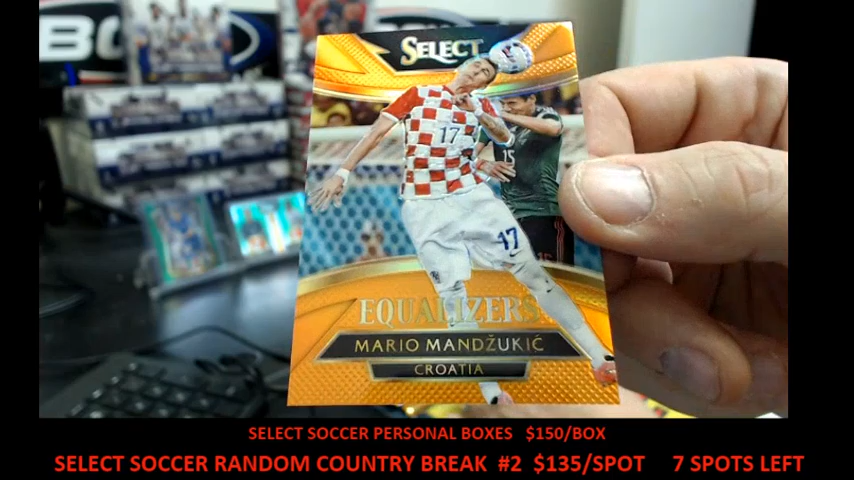 SELECT
17
15
17
EQUALIZERS
MARIO MANDŽUKIĆ
CROATIA
SELECT SOCCER PERSONAL BOXES $150/BOX
SELECT SOCCER RANDOM COUNTRY BREAK #2 $135/SPOT 7 SPOTS LEFT